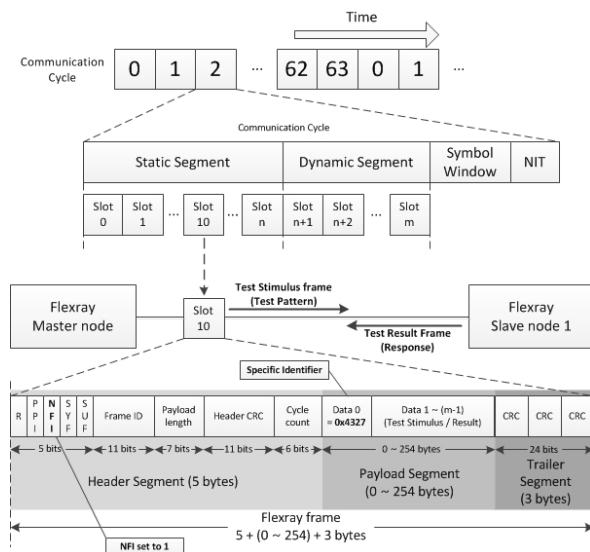 Time
Communication Cycle
0 1 2 ... 62 63 0 1 ...
Communication Cycle
Static Segment Dynamic Segment Symbol Window NIT
Slot 0 Slot 1 ... Slot 10 ... Slot n Slot n+1 Slot n+2 ... Slot m
Flexray Master node
Slot 10
Test Stimulus frame (Test Pattern)
Test Result Frame (Response)
Flexray Slave node 1
Specific Identifier
R PPI NFI SYF SUF Frame ID Payload length Header CRC Cycle count Data 0 = 0x4327 Data 1 ~ (m-1) (Test Stimulus / Result) CRC CRC CRC
5 bits 11 bits 7 bits 11 bits 6 bits 0 ~ 254 bytes 24 bits
Header Segment (5 bytes)
Payload Segment (0 ~ 254 bytes)
Trailer Segment (3 bytes)
Flexray frame
5 + (0 ~ 254) + 3 bytes
NFI set to 1